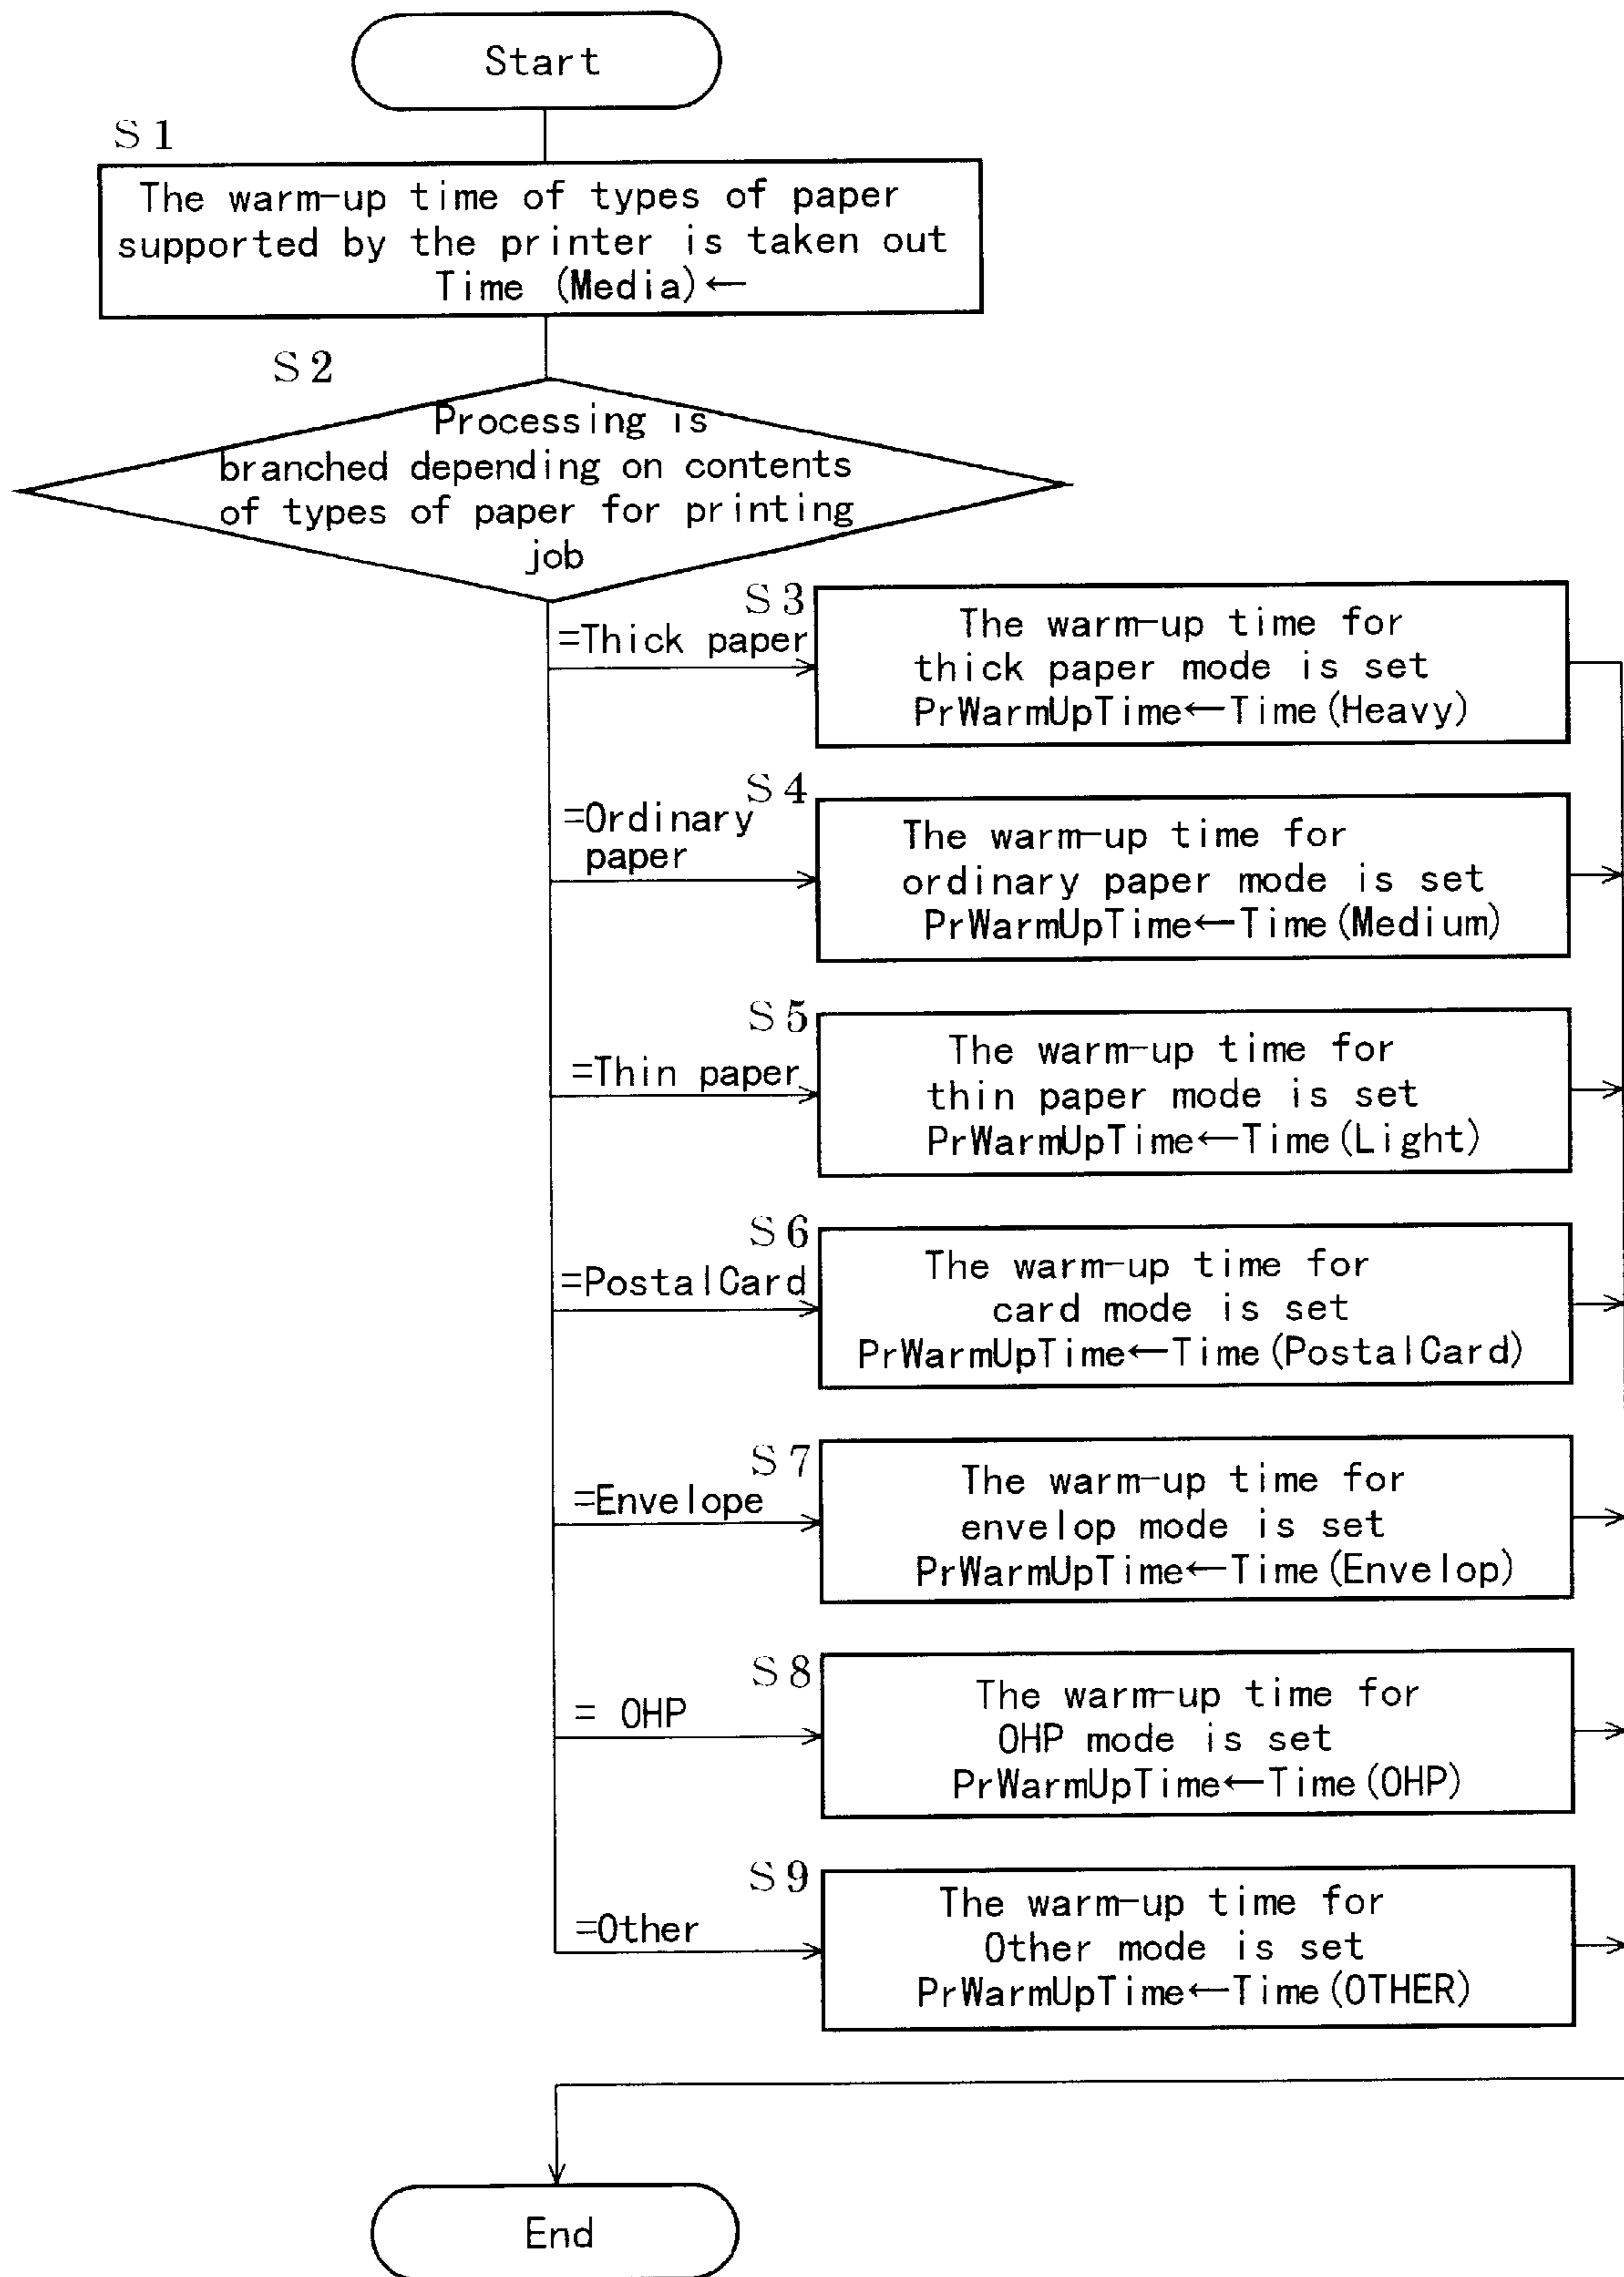 Start
S1
The warm-up time of types of paper
supported by the printer is taken out
Time (Media)←
S2
Processing is
branched depending on contents
of types of paper for printing
job
S3
=Thick paper
The warm-up time for
thick paper mode is set
PrWarmUpTime←Time(Heavy)
S4
=Ordinary
paper
The warm-up time for
ordinary paper mode is set
PrWarmUpTime←Time(Medium)
S5
=Thin paper
The warm-up time for
thin paper mode is set
PrWarmUpTime←Time(Light)
S6
=PostalCard
The warm-up time for
card mode is set
PrWarmUpTime←Time(PostalCard)
S7
=Envelope
The warm-up time for
envelop mode is set
PrWarmUpTime←Time(Envelop)
S8
= OHP
The warm-up time for
OHP mode is set
PrWarmUpTime←Time(OHP)
S9
=Other
The warm-up time for
Other mode is set
PrWarmUpTime←Time(OTHER)
End